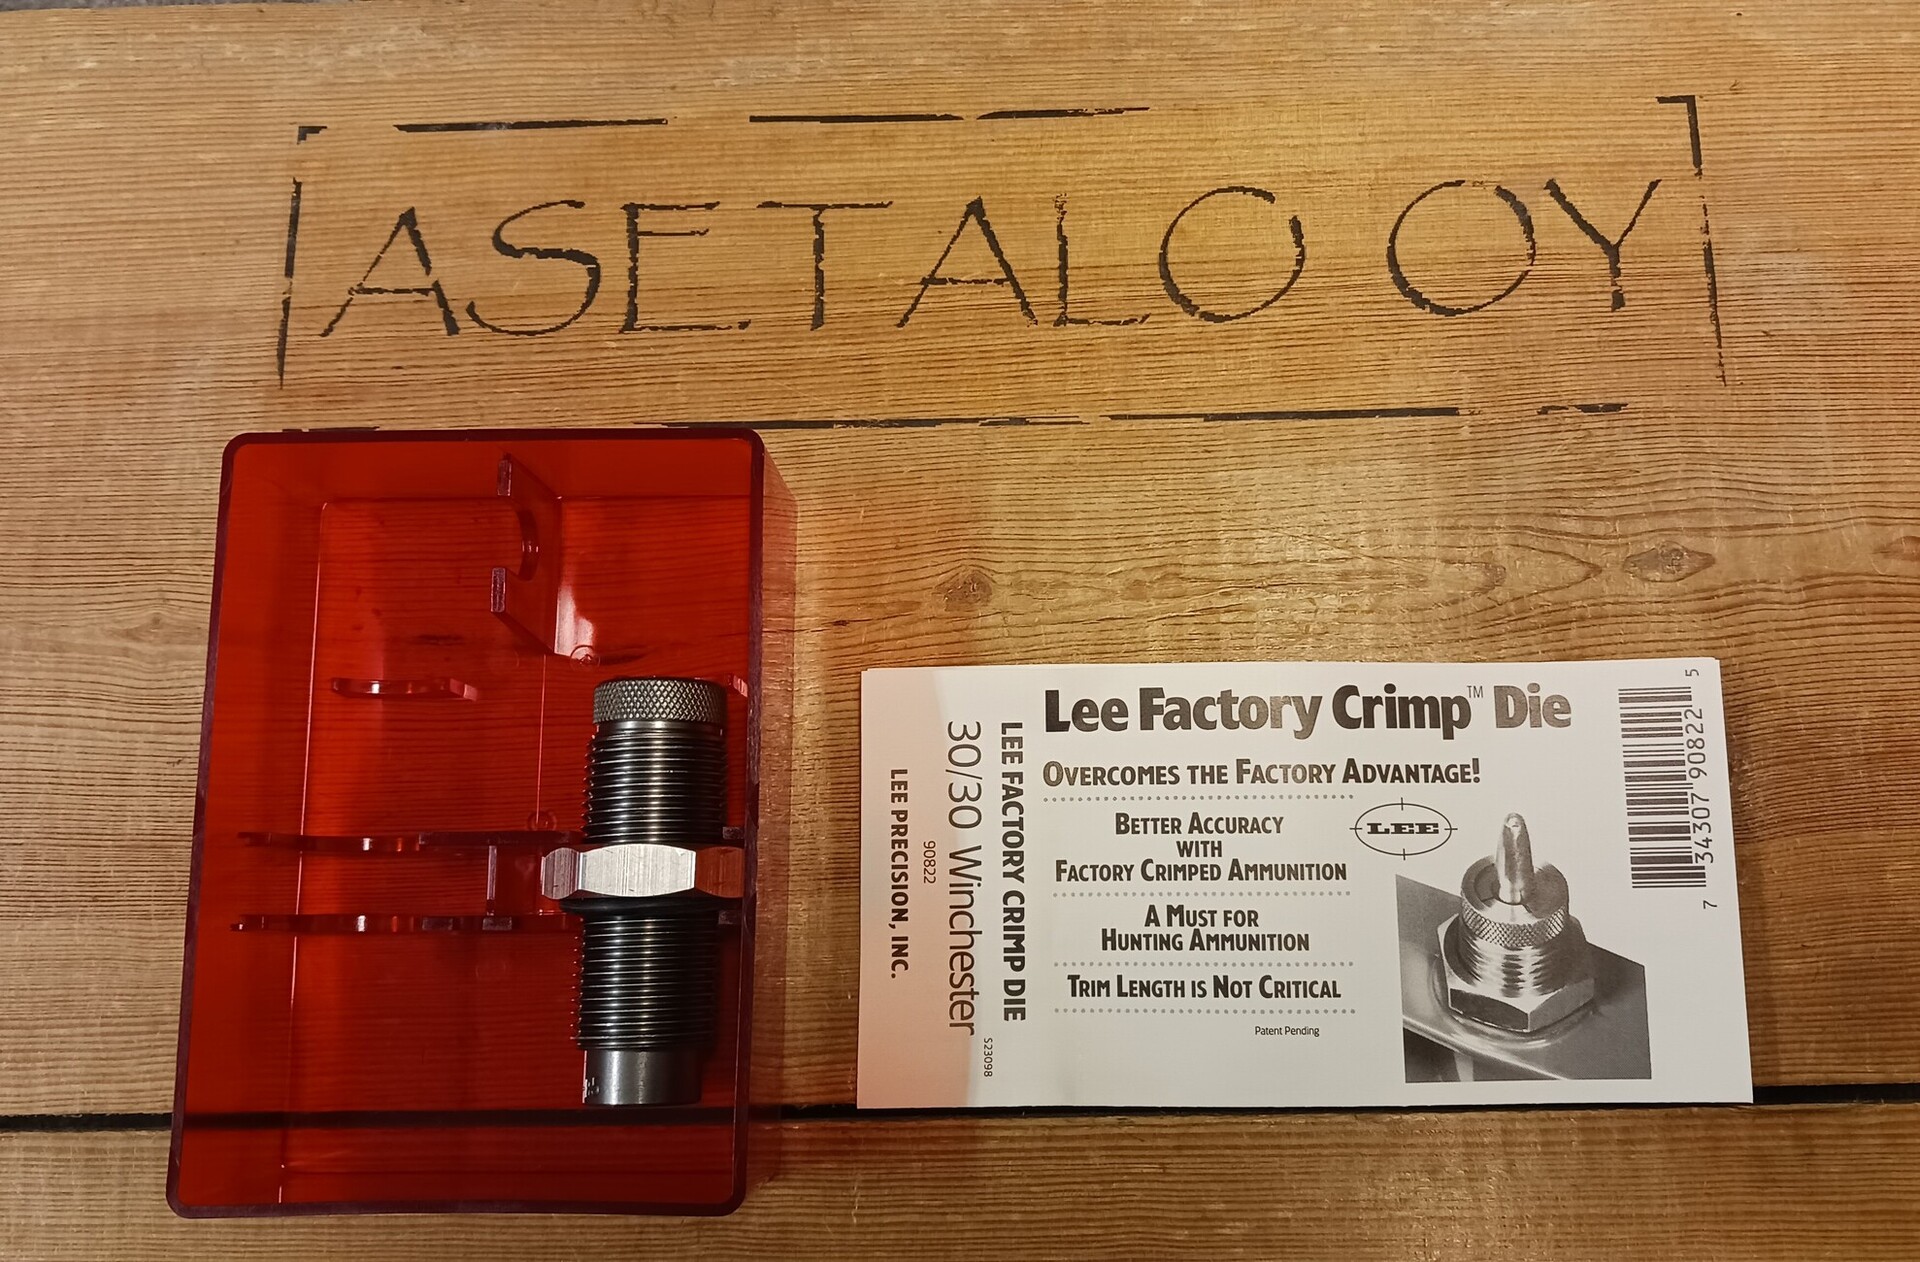 ASETALO OY
Lee Factory Crimp™ Die
OVERCOMES THE FACTORY ADVANTAGE!
BETTER ACCURACY
WITH
FACTORY CRIMPED AMMUNITION
A MUST FOR
HUNTING AMMUNITION
TRIM LENGTH IS NOT CRITICAL
Patent Pending
LEE
LEE FACTORY CRIMP DIE
30/30 Winchester
90822
LEE PRECISION, INC.
S23098
7 34307 90822 5